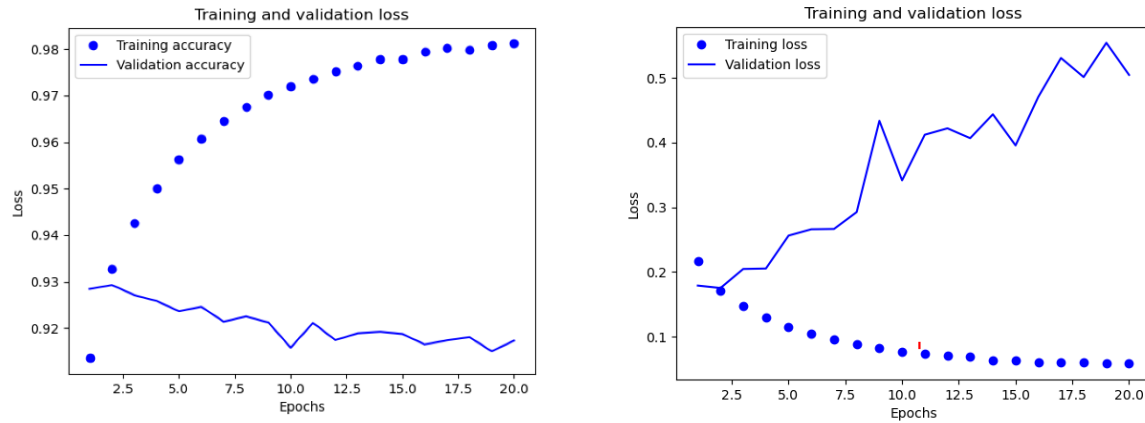 Training and validation loss
Training accuracy
Validation accuracy
0.98
0.97
0.96
0.95
0.94
0.93
0.92
Loss
2.5 5.0 7.5 10.0 12.5 15.0 17.5 20.0
Epochs
Training and validation loss
Training loss
Validation loss
0.5
0.4
0.3
0.2
0.1
Loss
2.5 5.0 7.5 10.0 12.5 15.0 17.5 20.0
Epochs